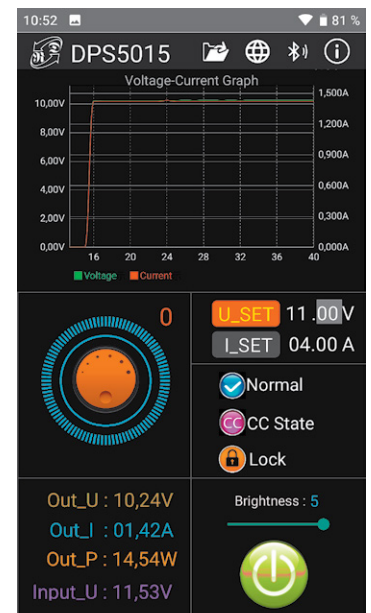 10:52 81 %
DPS5015
Voltage-Current Graph
10,00V 1,500A
8,00V 1,200A
6,00V 0,900A
4,00V 0,600A
2,00V 0,300A
0,00V 0,000A
16 20 24 28 32 36 40
Voltage Current
0
U_SET 11 .00 V
I_SET 04.00 A
Normal
CC CC State
Lock
Out_U : 10,24V
Out_I : 01,42A
Out_P : 14,54W
Input_U : 11,53V
Brightness : 5